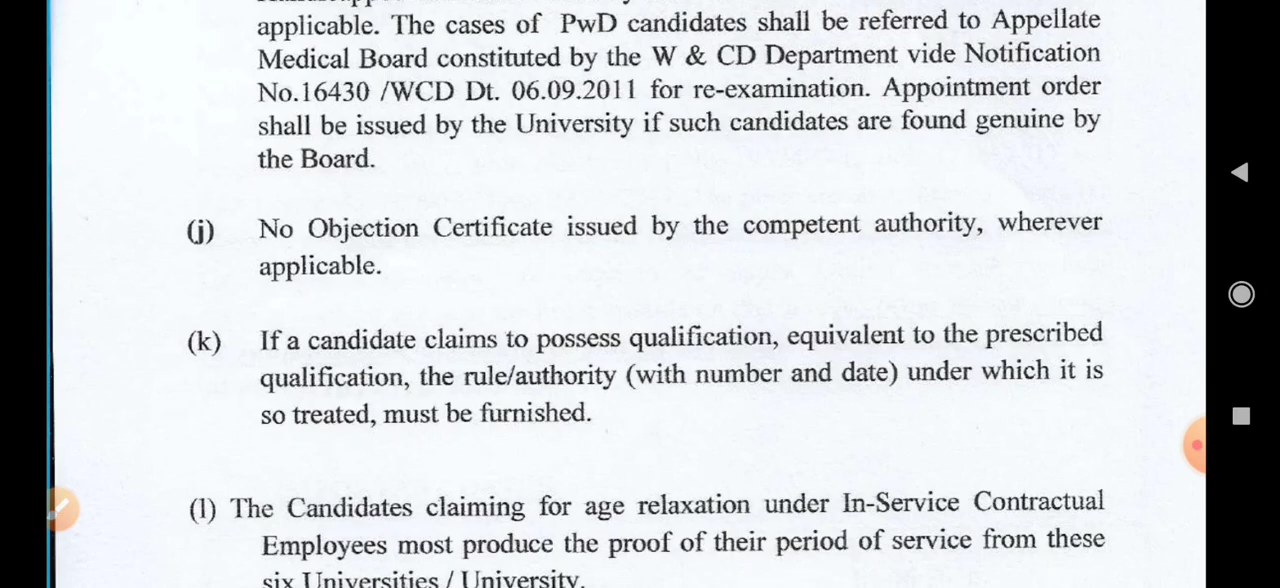 applicable. The cases of PwD candidates shall be referred to Appellate
Medical Board constituted by the W & CD Department vide Notification
No.16430 /WCD Dt. 06.09.2011 for re-examination. Appointment order
shall be issued by the University if such candidates are found genuine by
the Board.
(j) No Objection Certificate issued by the competent authority, wherever
applicable.
(k) If a candidate claims to possess qualification, equivalent to the prescribed
qualification, the rule/authority (with number and date) under which it is
so treated, must be furnished.
(l) The Candidates claiming for age relaxation under In-Service Contractual
Employees most produce the proof of their period of service from these
six Universities / University.